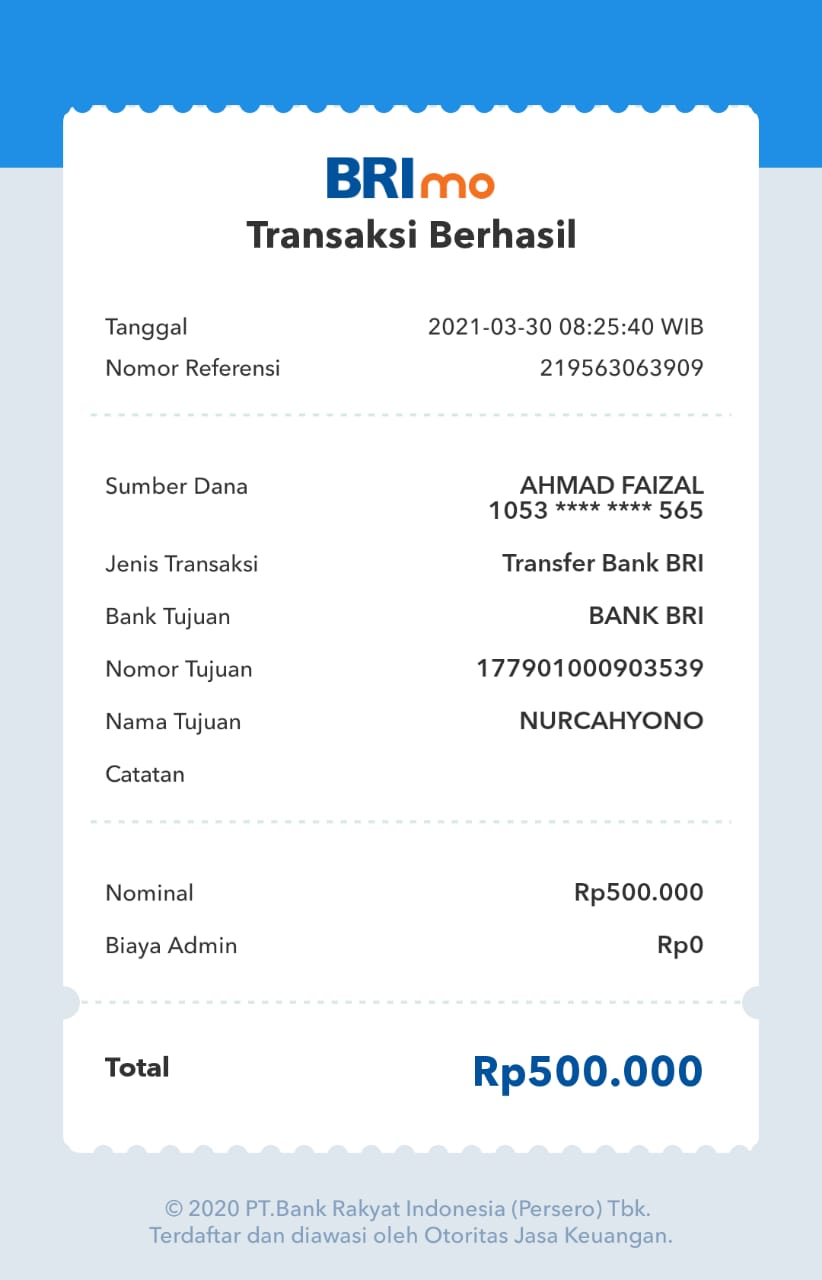 BRImo
Transaksi Berhasil
Tanggal 2021-03-30 08:25:40 WIB
Nomor Referensi 219563063909
Sumber Dana AHMAD FAIZAL
1053 **** **** 565
Jenis Transaksi Transfer Bank BRI
Bank Tujuan BANK BRI
Nomor Tujuan 177901000903539
Nama Tujuan NURCAHYONO
Catatan
Nominal Rp500.000
Biaya Admin Rp0
Total Rp500.000
© 2020 PT.Bank Rakyat Indonesia (Persero) Tbk.
Terdaftar dan diawasi oleh Otoritas Jasa Keuangan.